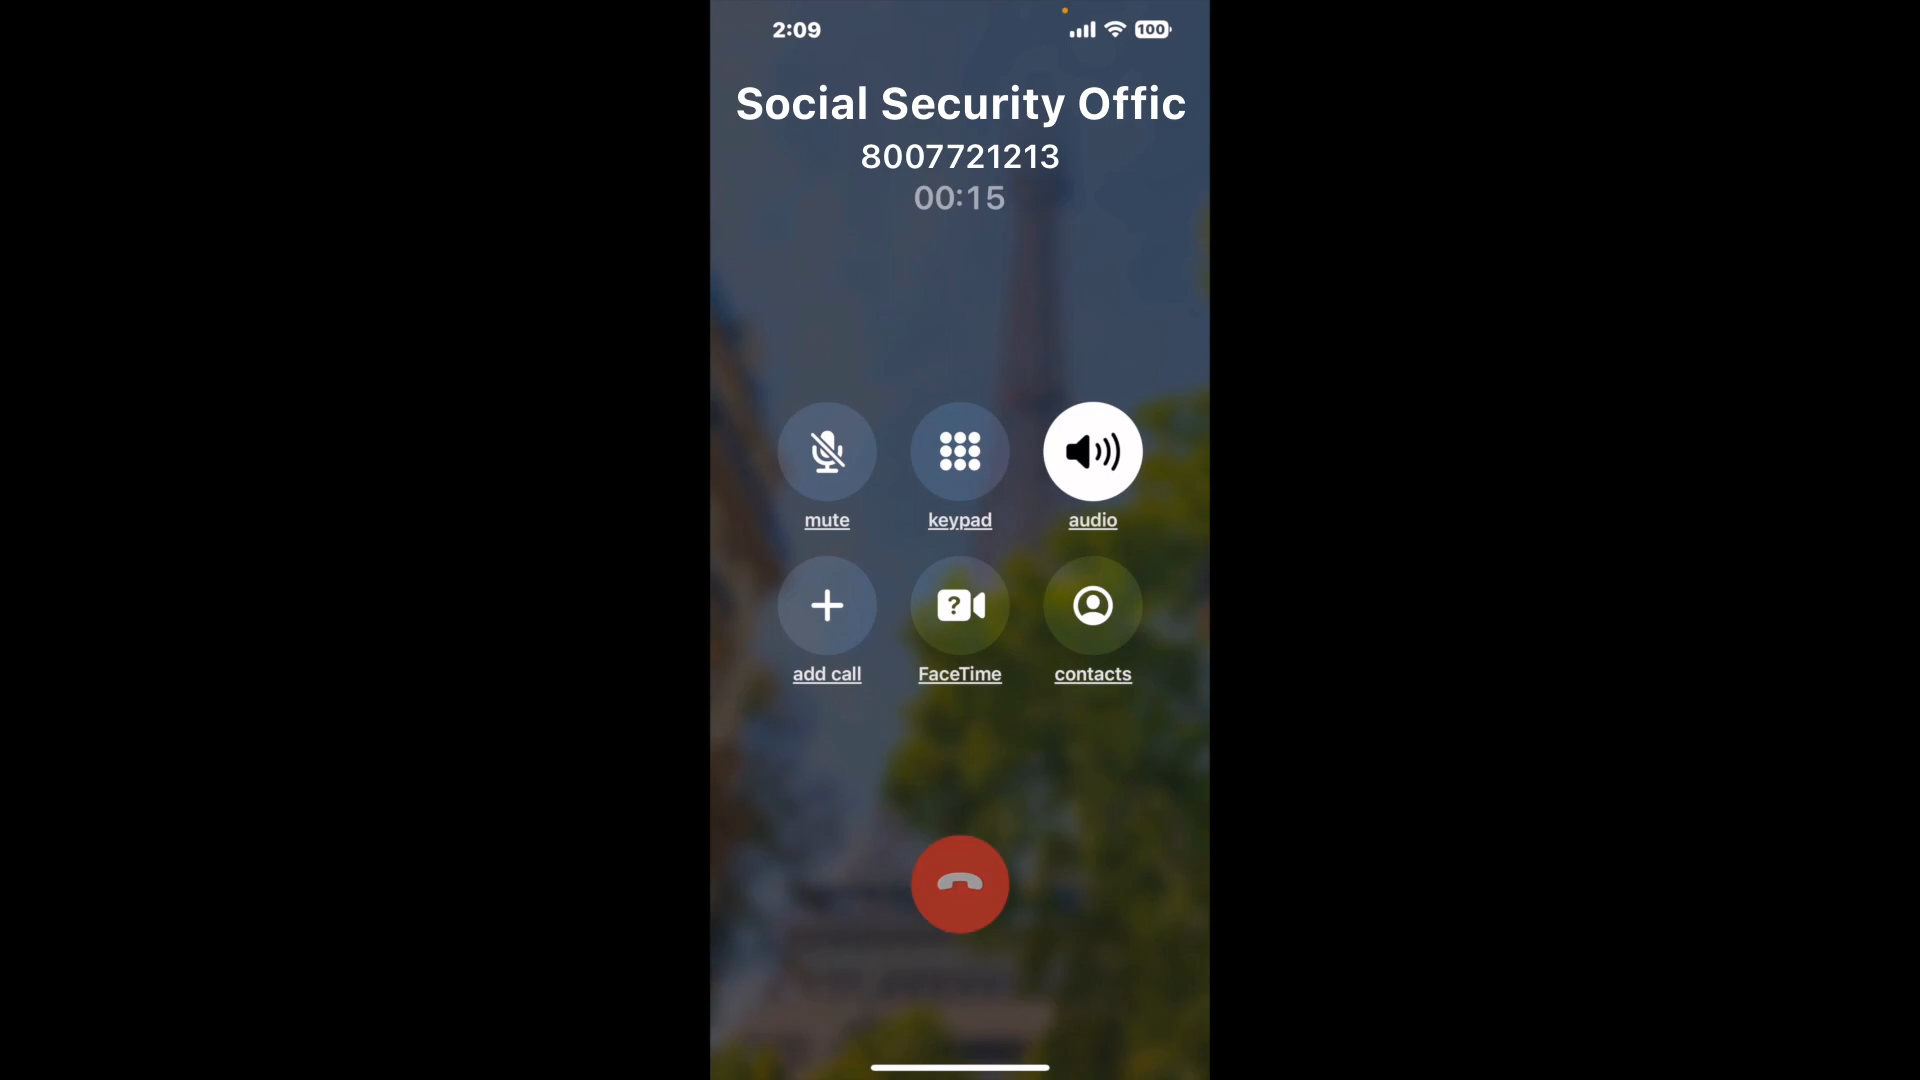 2:09
100
Social Security Offic
8007721213
00:15
mute
keypad
audio
?
add call
FaceTime
contacts